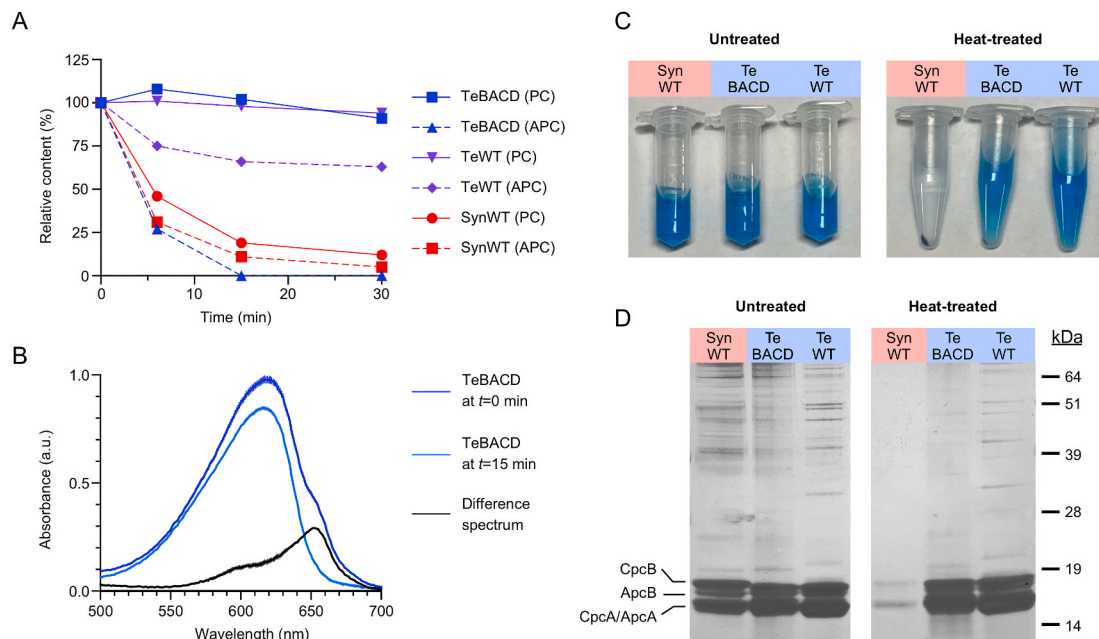 A
125
100
75
50
25
0
Relative content (%)
0
10
20
30
Time (min)
TeBACD (PC)
TeBACD (APC)
TeWT (PC)
TeWT (APC)
SynWT (PC)
SynWT (APC)
B
1.0
0.5
0.0
Absorbance (a.u.)
500
550
600
650
700
Wavelength (nm)
TeBACD
at t=0 min
TeBACD
at t=15 min
Difference
spectrum
C
Untreated
Heat-treated
Syn
WT
Te
BACD
Te
WT
Syn
WT
Te
BACD
Te
WT
D
Untreated
Heat-treated
Syn
WT
Te
BACD
Te
WT
Syn
WT
Te
BACD
Te
WT
kDa
64
51
39
28
19
14
CpcB
ApcB
CpcA/ApcA